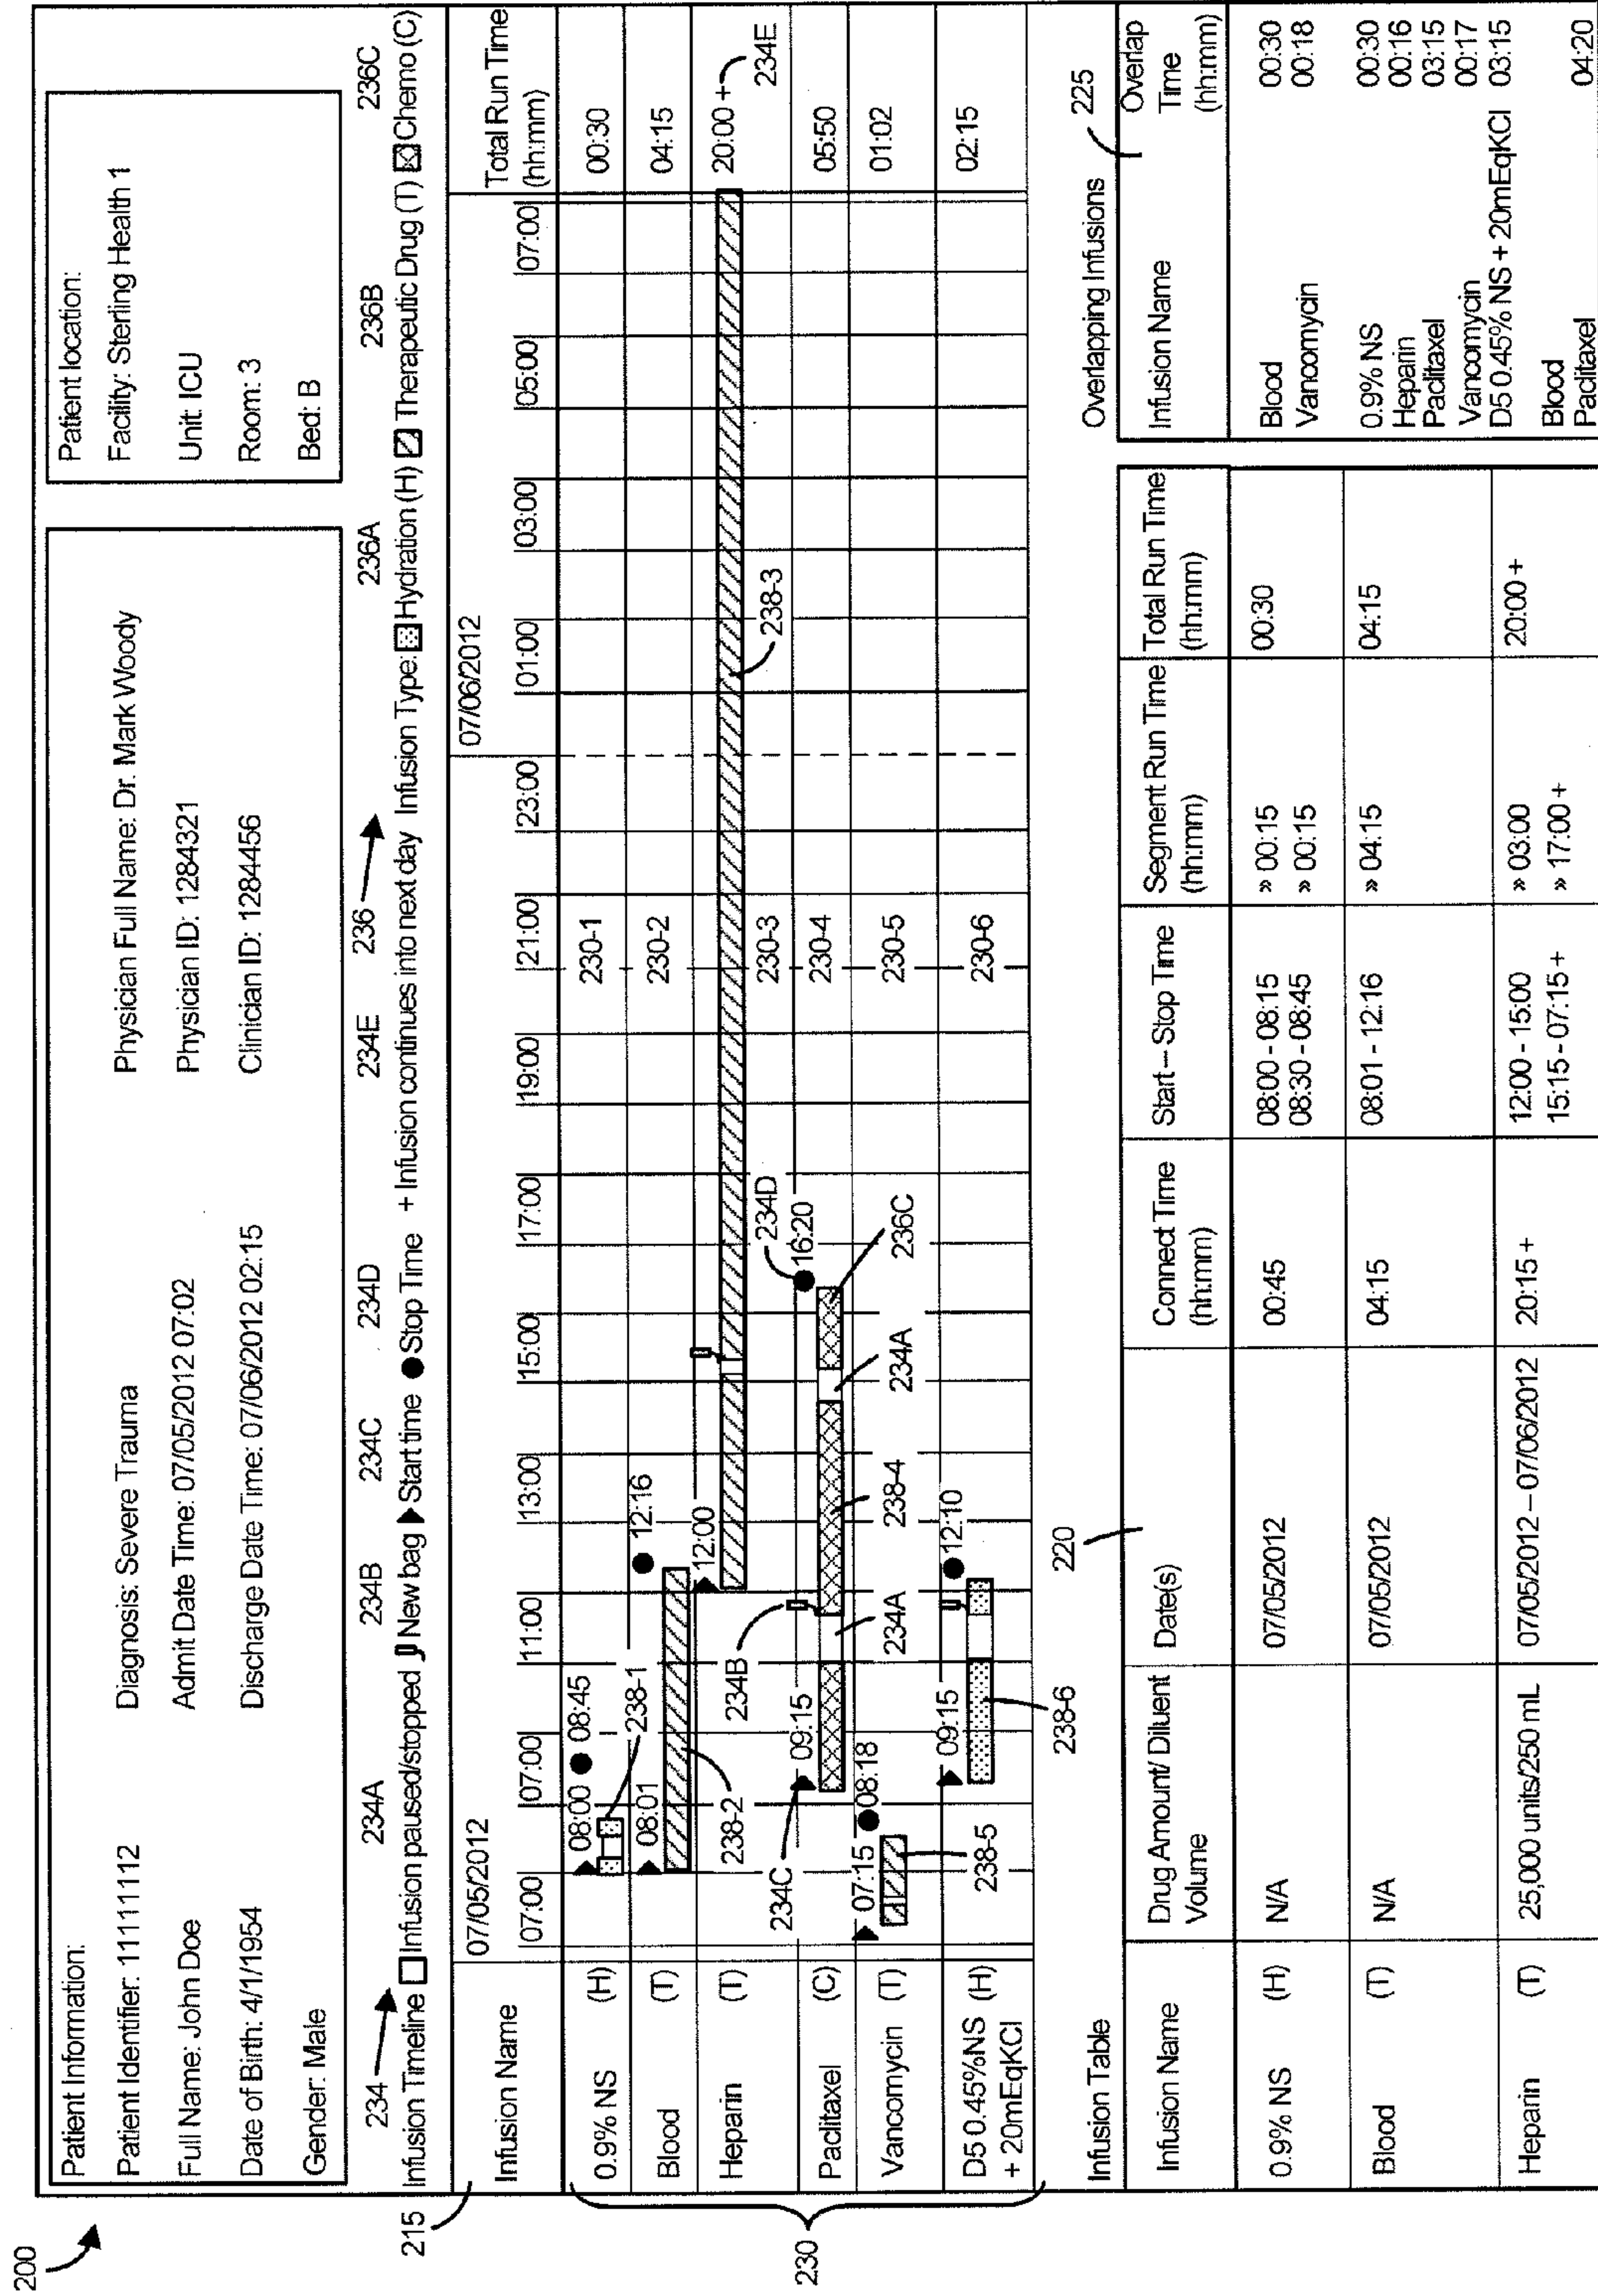 200
Patient Information:
Patient Identifier: 11111112
Full Name: John Doe
Date of Birth: 4/1/1954
Gender: Male
Diagnosis: Severe Trauma
Admit Date Time: 07/05/2012 07:02
Discharge Date Time: 07/06/2012 02:15
Physician Full Name: Dr. Mark Woody
Physician ID: 1284321
Clinician ID: 1284456
Patient location:
Facility: Sterling Health 1
Unit: ICU
Room: 3
Bed: B
234 234A 234B 234C 234D 234E 236 236A 236B 236C
Infusion Timeline Infusion paused/stopped New bag Start time Stop Time + Infusion continues into next day Infusion Type: Hydration (H) Therapeutic Drug (T) Chemo (C)
215
Infusion Name 07/05/2012 07/06/2012 Total Run Time (hh:mm)
07:00 07:00 11:00 13:00 15:00 17:00 19:00 21:00 23:00 01:00 03:00 05:00 07:00
230
0.9% NS (H) 08:00 08:45 238-1 230-1 00:30
Blood (T) 08:01 12:16 238-2 230-2 04:15
Heparin (T) 12:00 230-3 238-3 20:00 + 234E
234C 234B 234D
Paclitaxel (C) 09:15 234A 238-4 234A 16:20 236C 230-4 05:50
Vancomycin (T) 07:15 08:18 238-5 230-5 01:02
D5 0.45%NS (H) 09:15 12:10 238-6 230-6 02:15
+ 20mEqKCl
Infusion Table 220
Infusion Name Drug Amount/ Diluent Volume Date(s) Connect Time (hh:mm) Start – Stop Time Segment Run Time (hh:mm) Total Run Time (hh:mm)
0.9% NS (H) N/A 07/05/2012 00:45 08:00 - 08:15 » 00:15 00:30
08:30 - 08:45 » 00:15
Blood (T) N/A 07/05/2012 04:15 08:01 - 12:16 » 04:15 04:15
Heparin (T) 25,000 units/250 mL 07/05/2012 – 07/06/2012 20:15 + 12:00 - 15:00 » 03:00 20:00 +
15:15 - 07:15 + » 17:00 +
Overlapping Infusions 225
Infusion Name Overlap Time (hh:mm)
Blood 00:30
Vancomycin 00:18
0.9% NS 00:30
Heparin 00:16
Paclitaxel 03:15
Vancomycin 00:17
D5 0.45% NS + 20mEqKCl 03:15
Blood
Paclitaxel 04:20